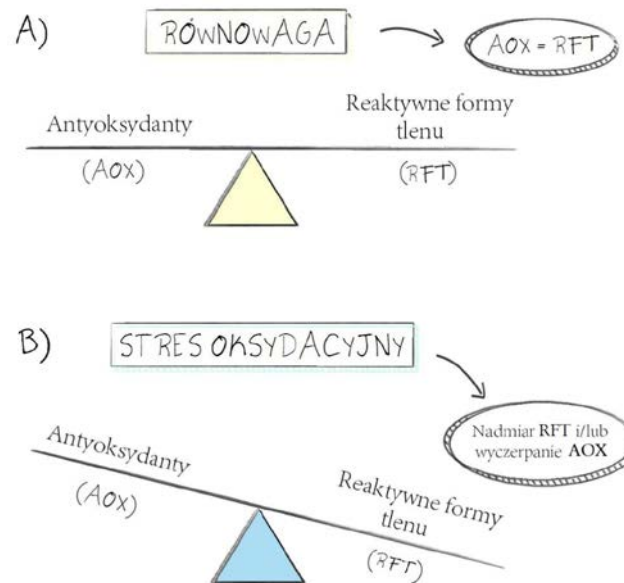 A)
RÓWNOWAGA
AOX = RFT
Antyoksydanty
(AOX)
Reaktywne formy
tlenu
(RFT)
B)
STRES OKSYDACYJNY
Nadmiar RFT i/lub
wyczerpanie AOX
Antyoksydanty
(AOX)
Reaktywne formy
tlenu
(RFT)